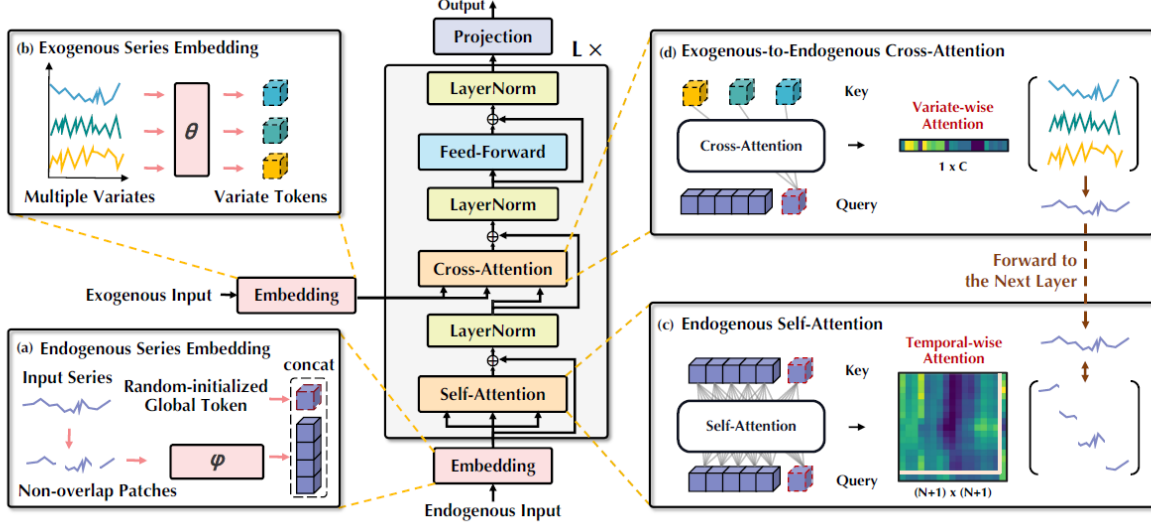 Output
Projection
L ×
LayerNorm
Feed-Forward
LayerNorm
Cross-Attention
LayerNorm
Self-Attention
Embedding
Endogenous Input
Exogenous Input
Embedding
(b) Exogenous Series Embedding
θ
Multiple Variates
Variate Tokens
(a) Endogenous Series Embedding
Input Series
concat
Random-initialized
Global Token
φ
Non-overlap Patches
(d) Exogenous-to-Endogenous Cross-Attention
Key
Variate-wise
Attention
Cross-Attention
1 x C
Query
Forward to
the Next Layer
(c) Endogenous Self-Attention
Temporal-wise
Attention
Key
Self-Attention
Query
(N+1) x (N+1)